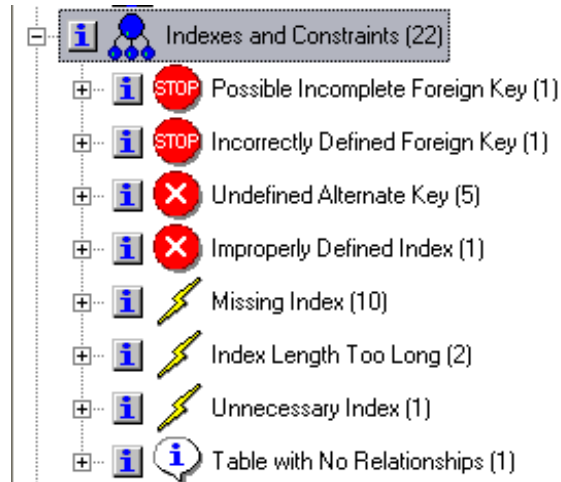 Indexes and Constraints (22)
STOP Possible Incomplete Foreign Key (1)
STOP Incorrectly Defined Foreign Key (1)
Undefined Alternate Key (5)
Improperly Defined Index (1)
Missing Index (10)
Index Length Too Long (2)
Unnecessary Index (1)
Table with No Relationships (1)